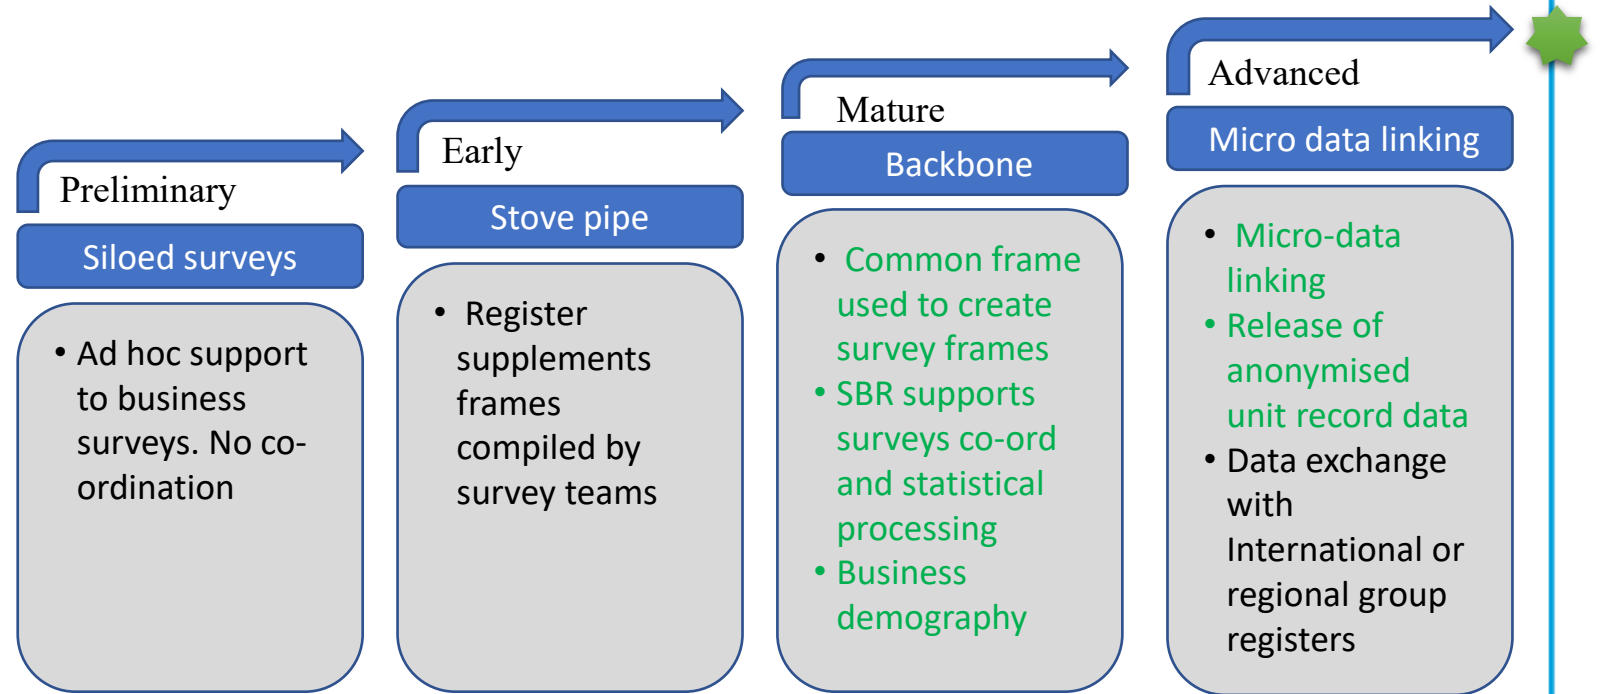 Preliminary
Siloed surveys
• Ad hoc support
to business
surveys. No co-
ordination
Early
Stove pipe
• Register
supplements
frames
compiled by
survey teams
Mature
Backbone
• Common frame
used to create
survey frames
• SBR supports
surveys co-ord
and statistical
processing
• Business
demography
Advanced
Micro data linking
• Micro-data
linking
• Release of
anonymised
unit record data
• Data exchange
with
International or
regional group
registers